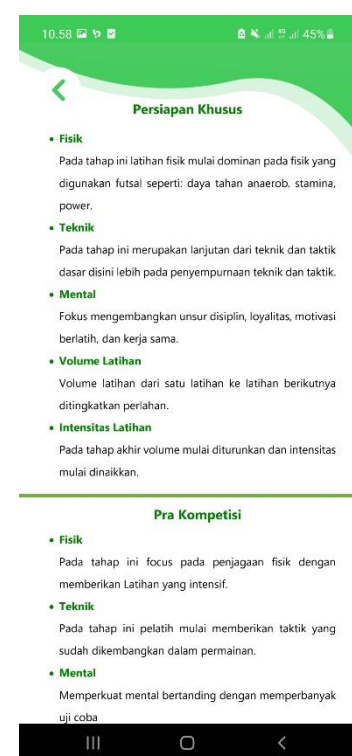 10.58
45%
Persiapan Khusus
• Fisik
Pada tahap ini latihan fisik mulai dominan pada fisik yang
digunakan futsal seperti: daya tahan anaerob, stamina,
power.
• Teknik
Pada tahap ini merupakan lanjutan dari teknik dan taktik
dasar disini lebih pada penyempurnaan teknik dan taktik.
• Mental
Fokus mengembangkan unsur disiplin, loyalitas, motivasi
berlatih, dan kerja sama.
• Volume Latihan
Volume latihan dari satu latihan ke latihan berikutnya
ditingkatkan perlahan.
• Intensitas Latihan
Pada tahap akhir volume mulai diturunkan dan intensitas
mulai dinaikkan.
Pra Kompetisi
• Fisik
Pada tahap ini focus pada penjagaan fisik dengan
memberikan Latihan yang intensif.
• Teknik
Pada tahap ini pelatih mulai memberikan taktik yang
sudah dikembangkan dalam permainan.
• Mental
Memperkuat mental bertanding dengan memperbanyak
uji coba